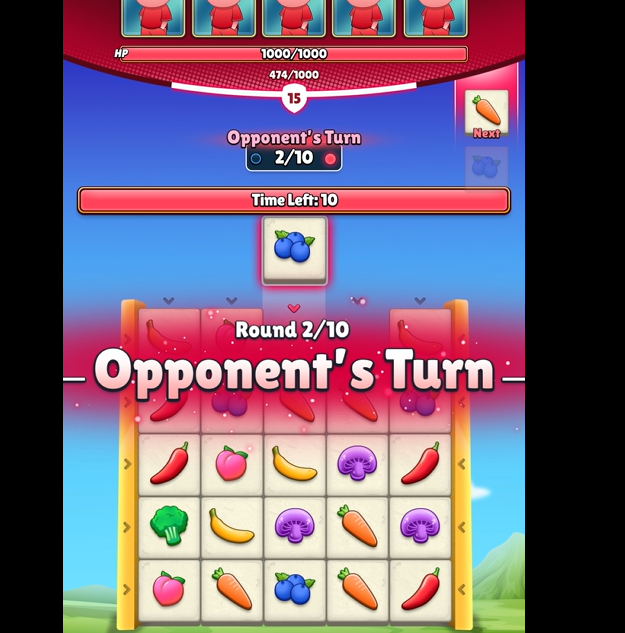 HP
1000/1000
474/1000
15
Next
Opponent's Turn
2/10
Time Left: 10
Round 2/10
Opponent's Turn